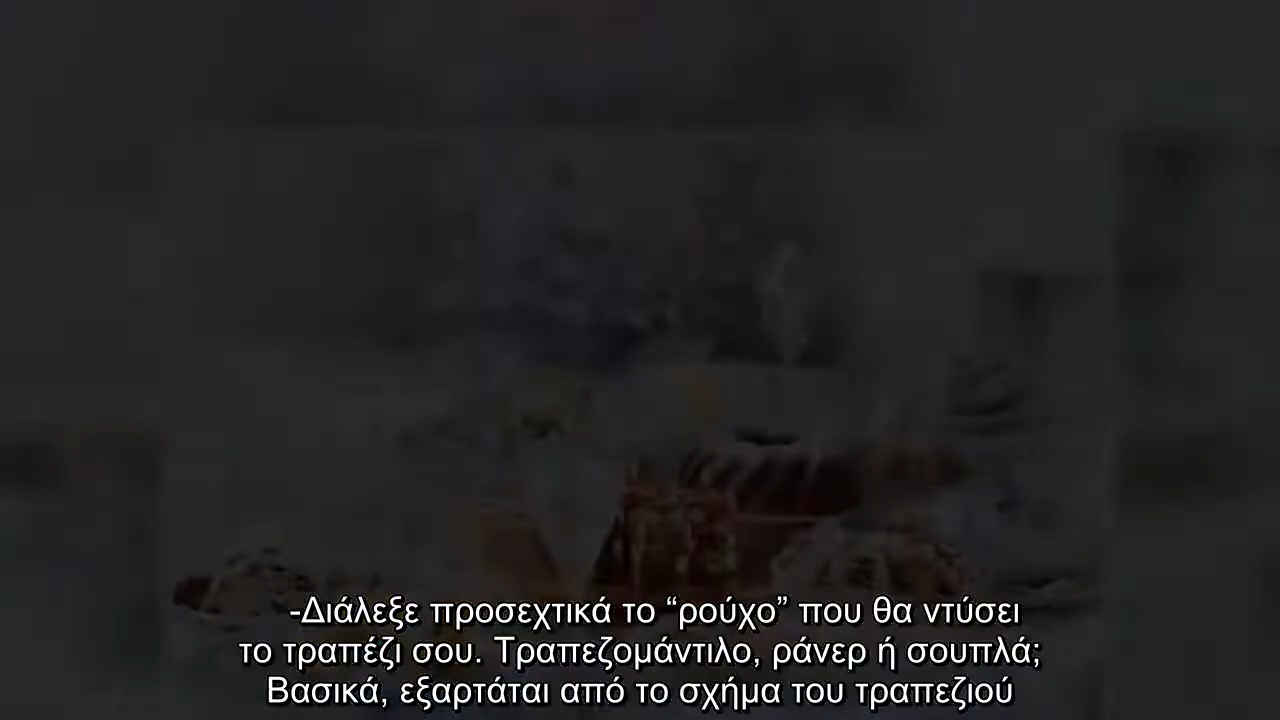 -Διάλεξε προσεχτικά το “ρούχο” που θα ντύσει
το τραπέζι σου. Τραπεζομάντιλο, ράνερ ή σουπλά;
Βασικά, εξαρτάται από το σχήμα του τραπεζιού